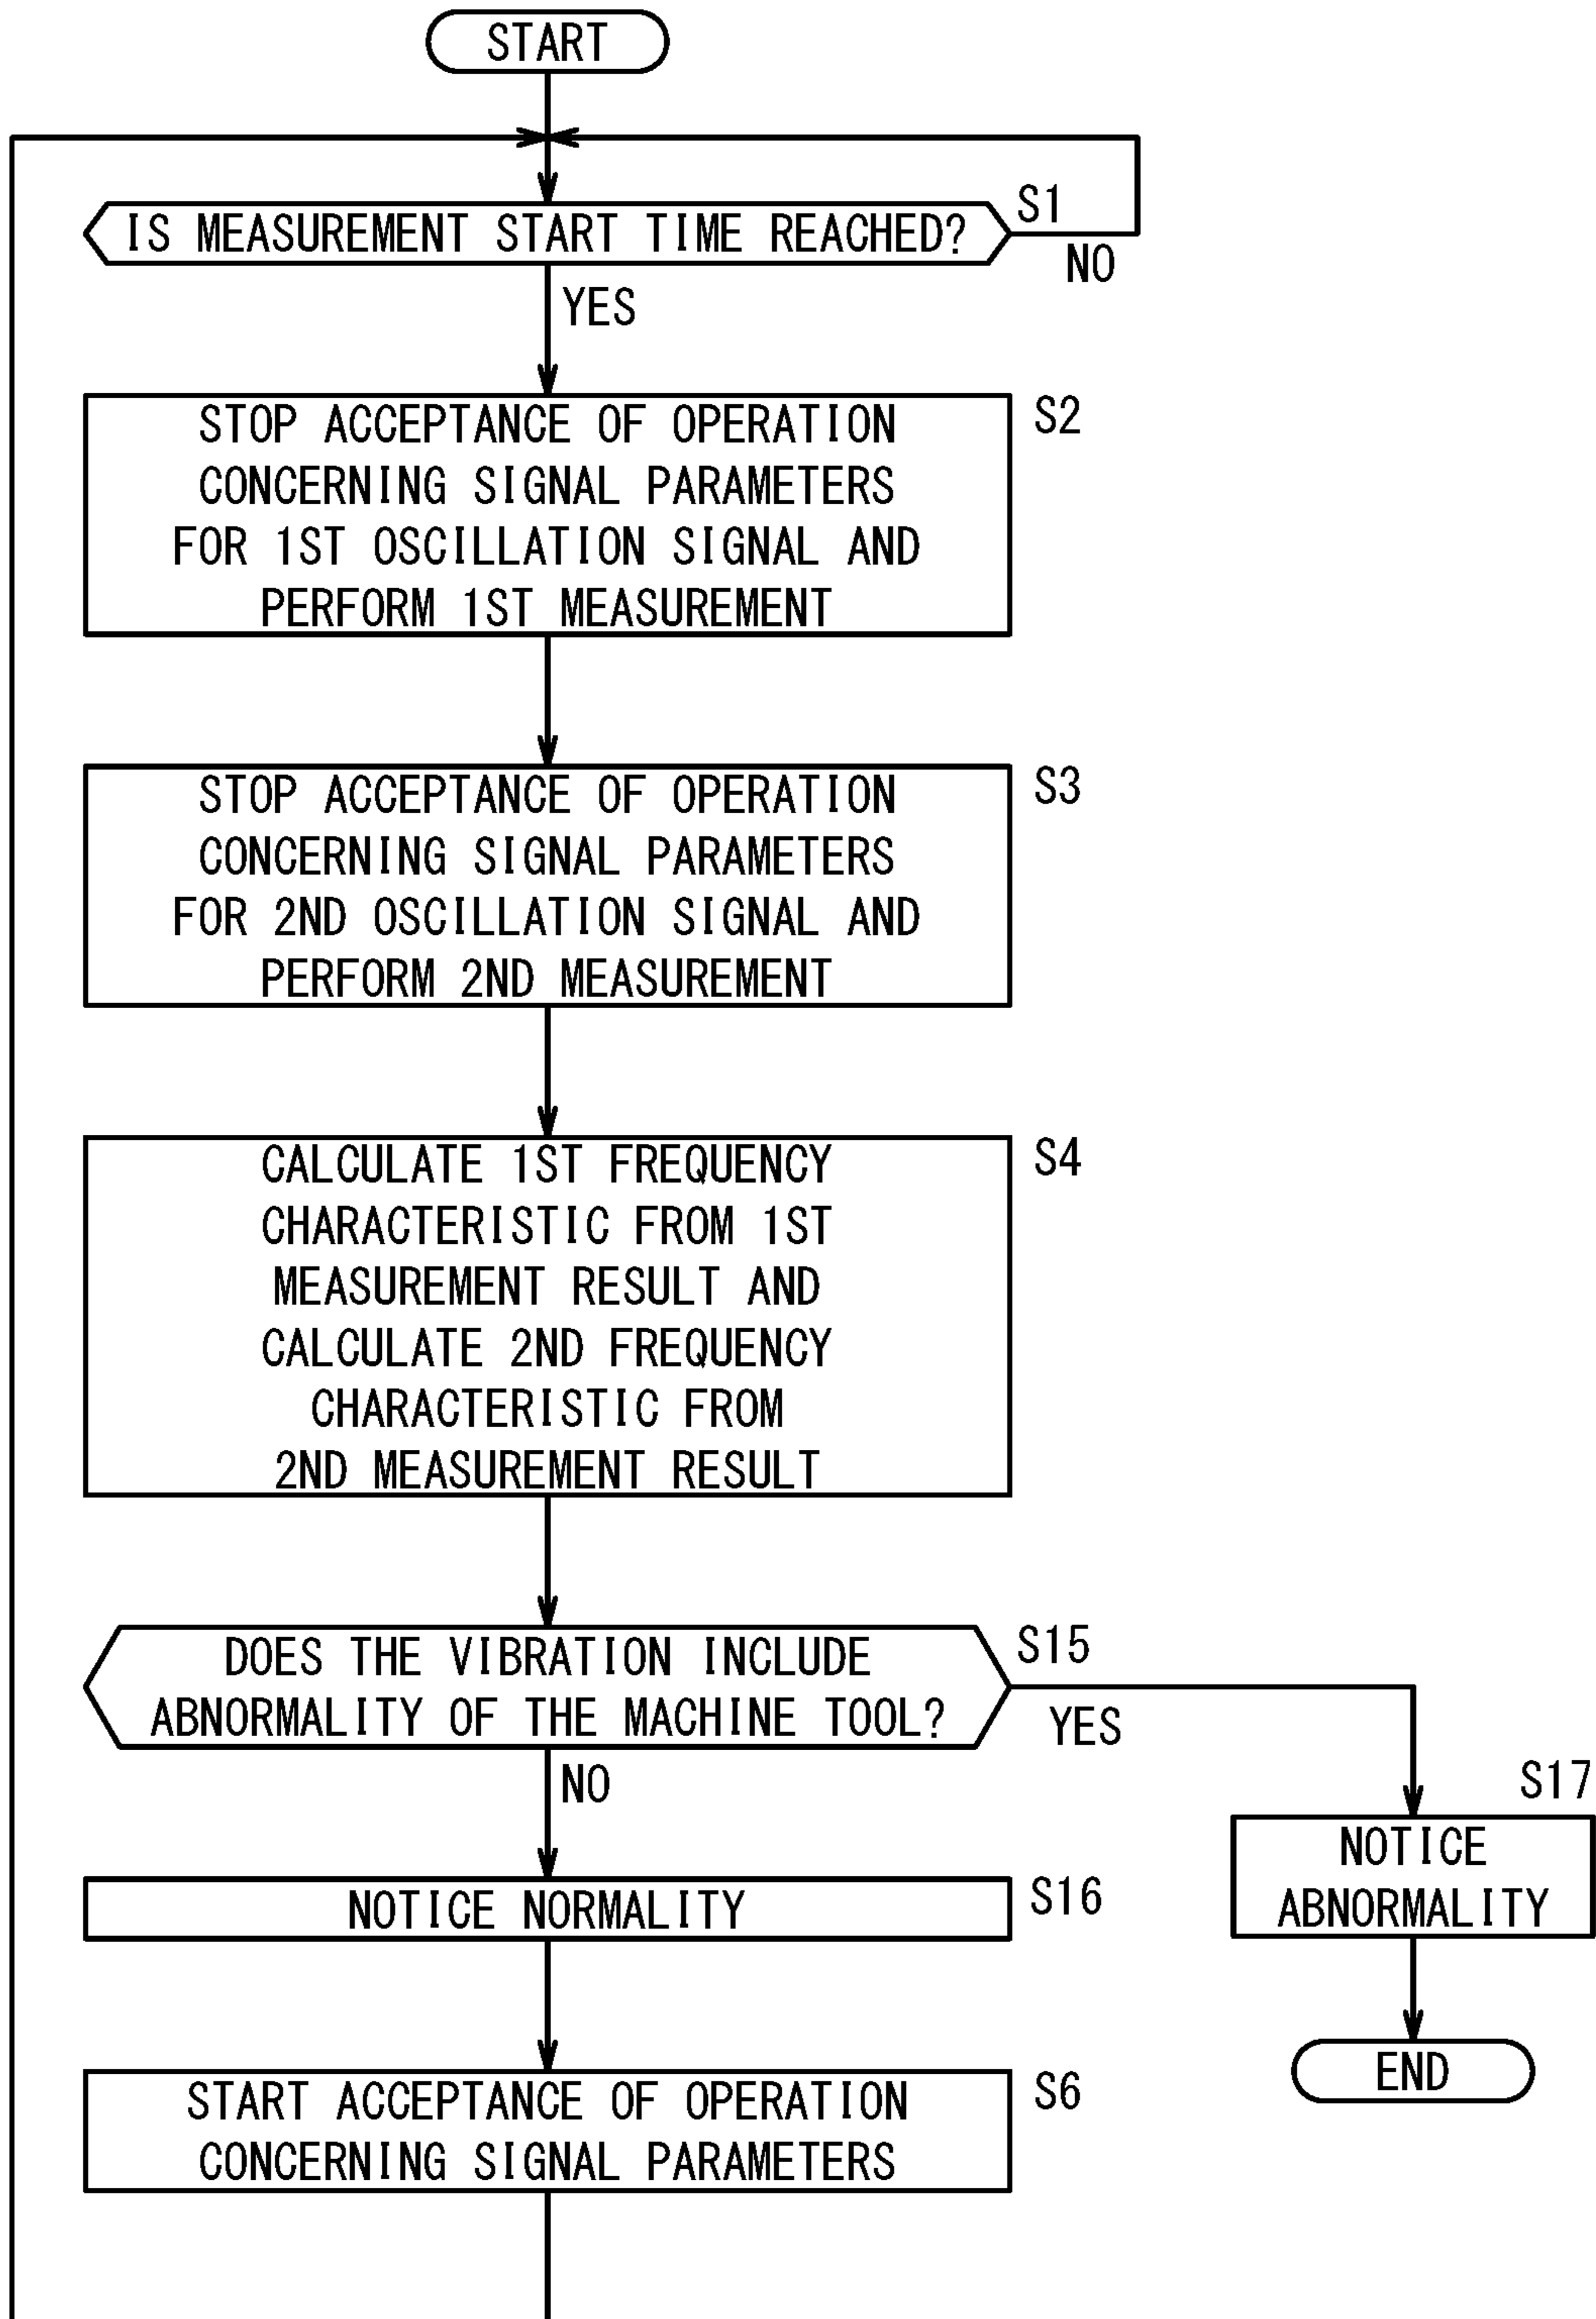 START
IS MEASUREMENT START TIME REACHED?
S1
NO
YES
STOP ACCEPTANCE OF OPERATION
CONCERNING SIGNAL PARAMETERS
FOR 1ST OSCILLATION SIGNAL AND
PERFORM 1ST MEASUREMENT
S2
STOP ACCEPTANCE OF OPERATION
CONCERNING SIGNAL PARAMETERS
FOR 2ND OSCILLATION SIGNAL AND
PERFORM 2ND MEASUREMENT
S3
CALCULATE 1ST FREQUENCY
CHARACTERISTIC FROM 1ST
MEASUREMENT RESULT AND
CALCULATE 2ND FREQUENCY
CHARACTERISTIC FROM
2ND MEASUREMENT RESULT
S4
DOES THE VIBRATION INCLUDE
ABNORMALITY OF THE MACHINE TOOL?
S15
YES
NO
S17
NOTICE
ABNORMALITY
NOTICE NORMALITY
S16
END
START ACCEPTANCE OF OPERATION
CONCERNING SIGNAL PARAMETERS
S6